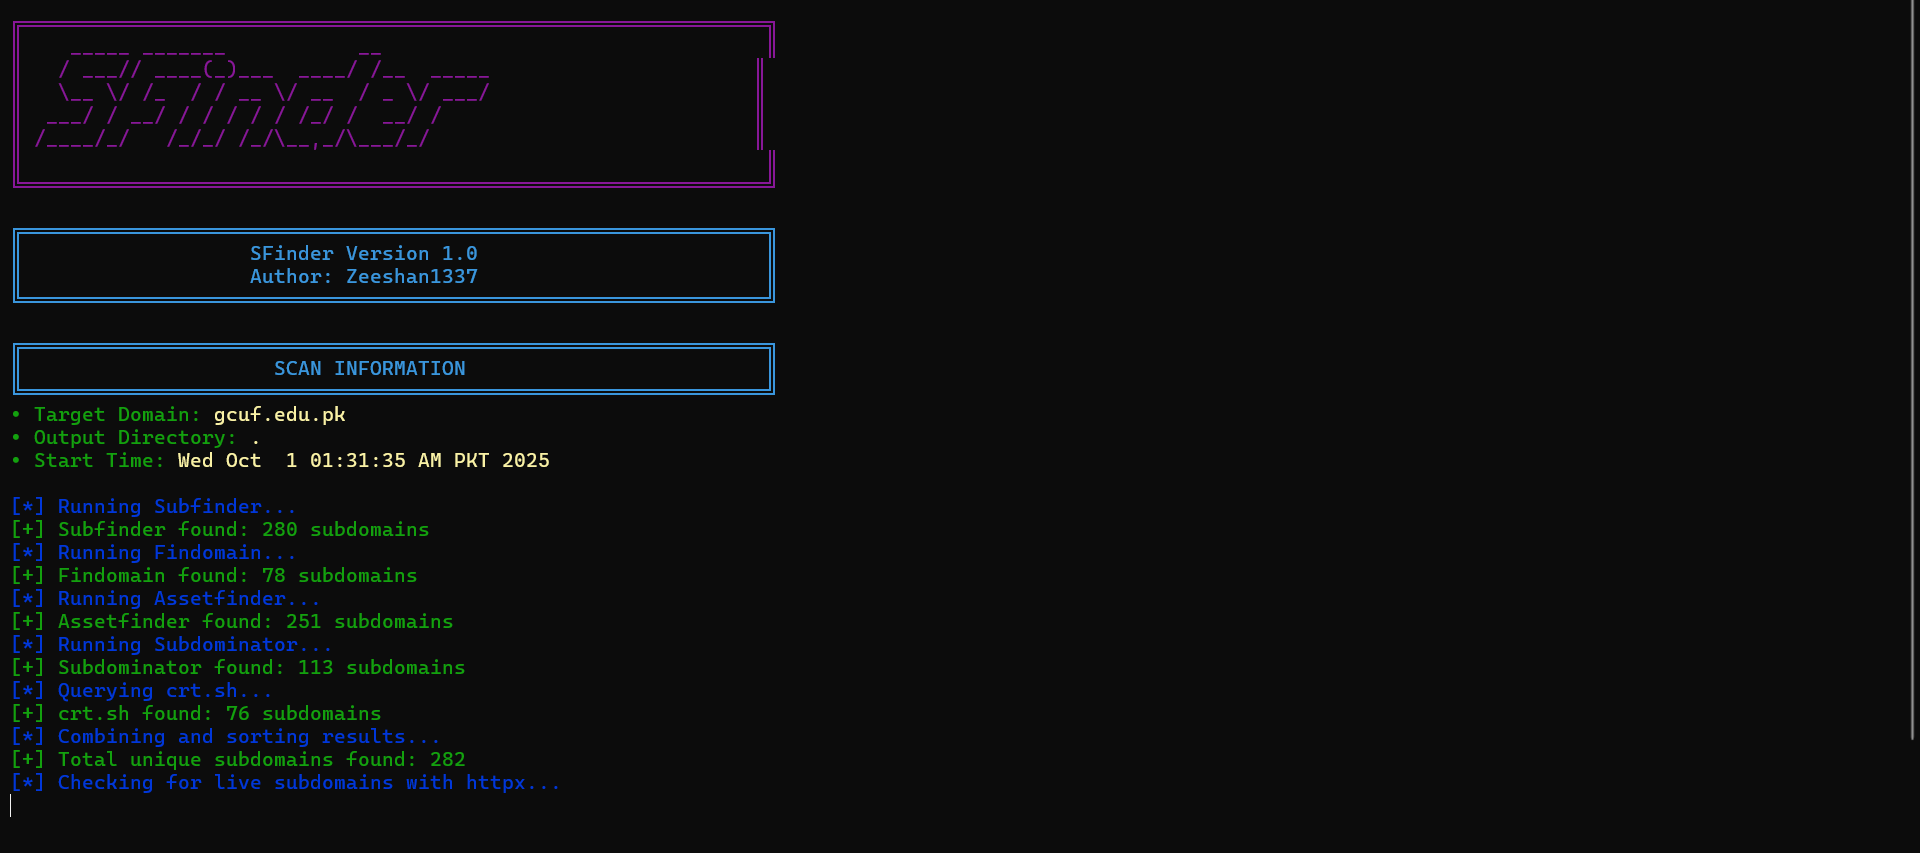 SFinder
SFinder Version 1.0
Author: Zeeshan1337
SCAN INFORMATION
• Target Domain: gcuf.edu.pk
• Output Directory: .
• Start Time: Wed Oct  1 01:31:35 AM PKT 2025
[*] Running Subfinder...
[+] Subfinder found: 280 subdomains
[*] Running Findomain...
[+] Findomain found: 78 subdomains
[*] Running Assetfinder...
[+] Assetfinder found: 251 subdomains
[*] Running Subdominator...
[+] Subdominator found: 113 subdomains
[*] Querying crt.sh...
[+] crt.sh found: 76 subdomains
[*] Combining and sorting results...
[+] Total unique subdomains found: 282
[*] Checking for live subdomains with httpx...